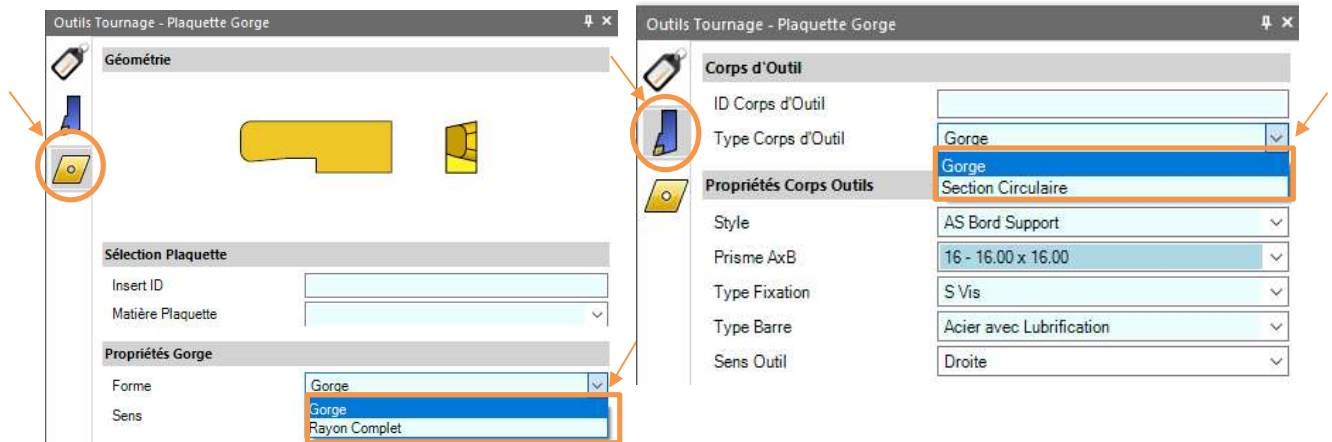 Outils Tournage - Plaquette Gorge
Géométrie
Sélection Plaquette
Insert ID
Matière Plaquette
Propriétés Gorge
Forme Gorge
Sens Gorge
Rayon Complet
Outils Tournage - Plaquette Gorge
Corps d'Outil
ID Corps d'Outil
Type Corps d'Outil Gorge
Gorge
Propriétés Corps Outils Section Circulaire
Style AS Bord Support
Prisme AxB 16 - 16.00 x 16.00
Type Fixation S Vis
Type Barre Acier avec Lubrification
Sens Outil Droite